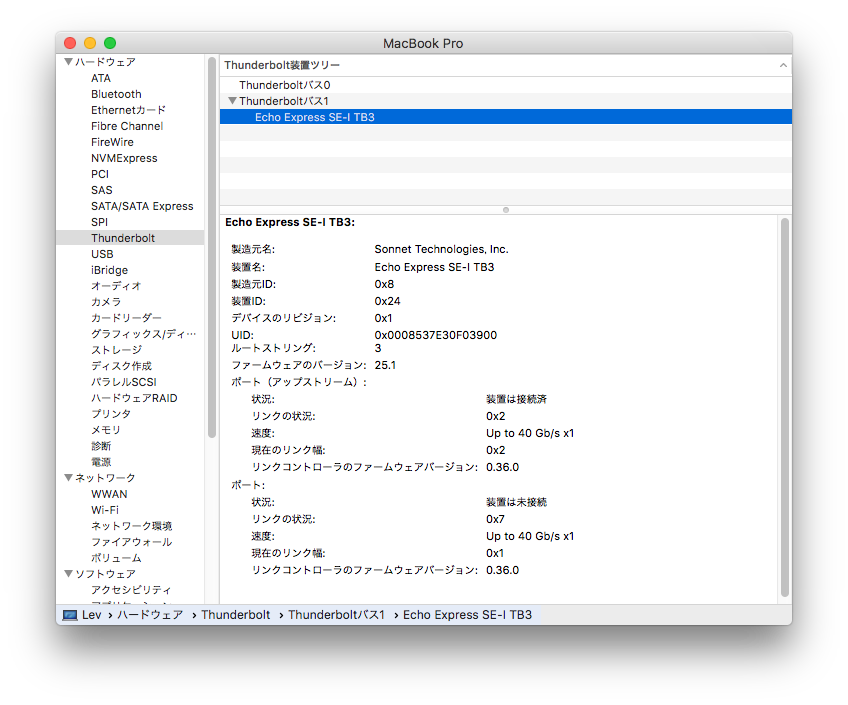 MacBook Pro
ハードウェア
ATA
Bluetooth
Ethernetカード
Fibre Channel
FireWire
NVMExpress
PCI
SAS
SATA/SATA Express
SPI
Thunderbolt
USB
iBridge
オーディオ
カメラ
カードリーダー
グラフィックス/ディ…
ストレージ
ディスク作成
パラレルSCSI
ハードウェアRAID
プリンタ
メモリ
診断
電源
ネットワーク
WWAN
Wi-Fi
ネットワーク環境
ファイアウォール
ボリューム
ソフトウェア
アクセシビリティ
Thunderbolt装置ツリー
Thunderboltバス0
Thunderboltバス1
Echo Express SE-I TB3
Echo Express SE-I TB3:
製造元名: Sonnet Technologies, Inc.
装置名: Echo Express SE-I TB3
製造元ID: 0x8
装置ID: 0x24
デバイスのリビジョン: 0x1
UID: 0x0008537E30F03900
ルートストリング: 3
ファームウェアのバージョン: 25.1
ポート（アップストリーム）:
状況: 装置は接続済
リンクの状況: 0x2
速度: Up to 40 Gb/s x1
現在のリンク幅: 0x2
リンクコントローラのファームウェアバージョン: 0.36.0
ポート:
状況: 装置は未接続
リンクの状況: 0x7
速度: Up to 40 Gb/s x1
現在のリンク幅: 0x1
リンクコントローラのファームウェアバージョン: 0.36.0
Lev › ハードウェア › Thunderbolt › Thunderboltバス1 › Echo Express SE-I TB3